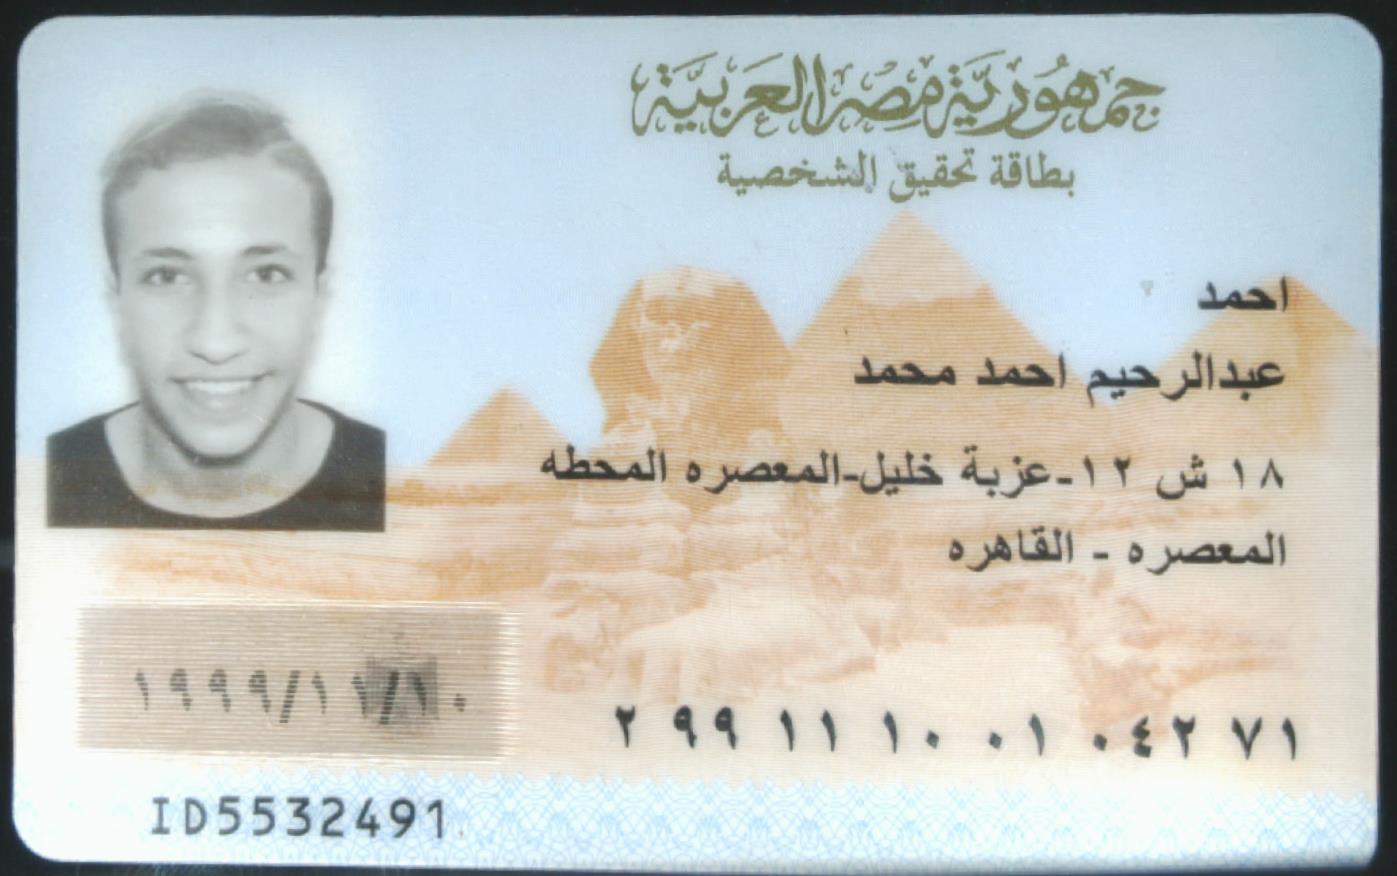 جمهورية مصر العربية
بطاقة تحقيق الشخصية
احمد
عبدالرحيم احمد محمد
١٨ ش ١٢-عزبة خليل-المعصره المحطه
المعصره - القاهره
٢ ٩٩ ١١ ١٠ ٠١ ٠٤٢ ٧١
١٩٩٩/١١/١٠
ID5532491